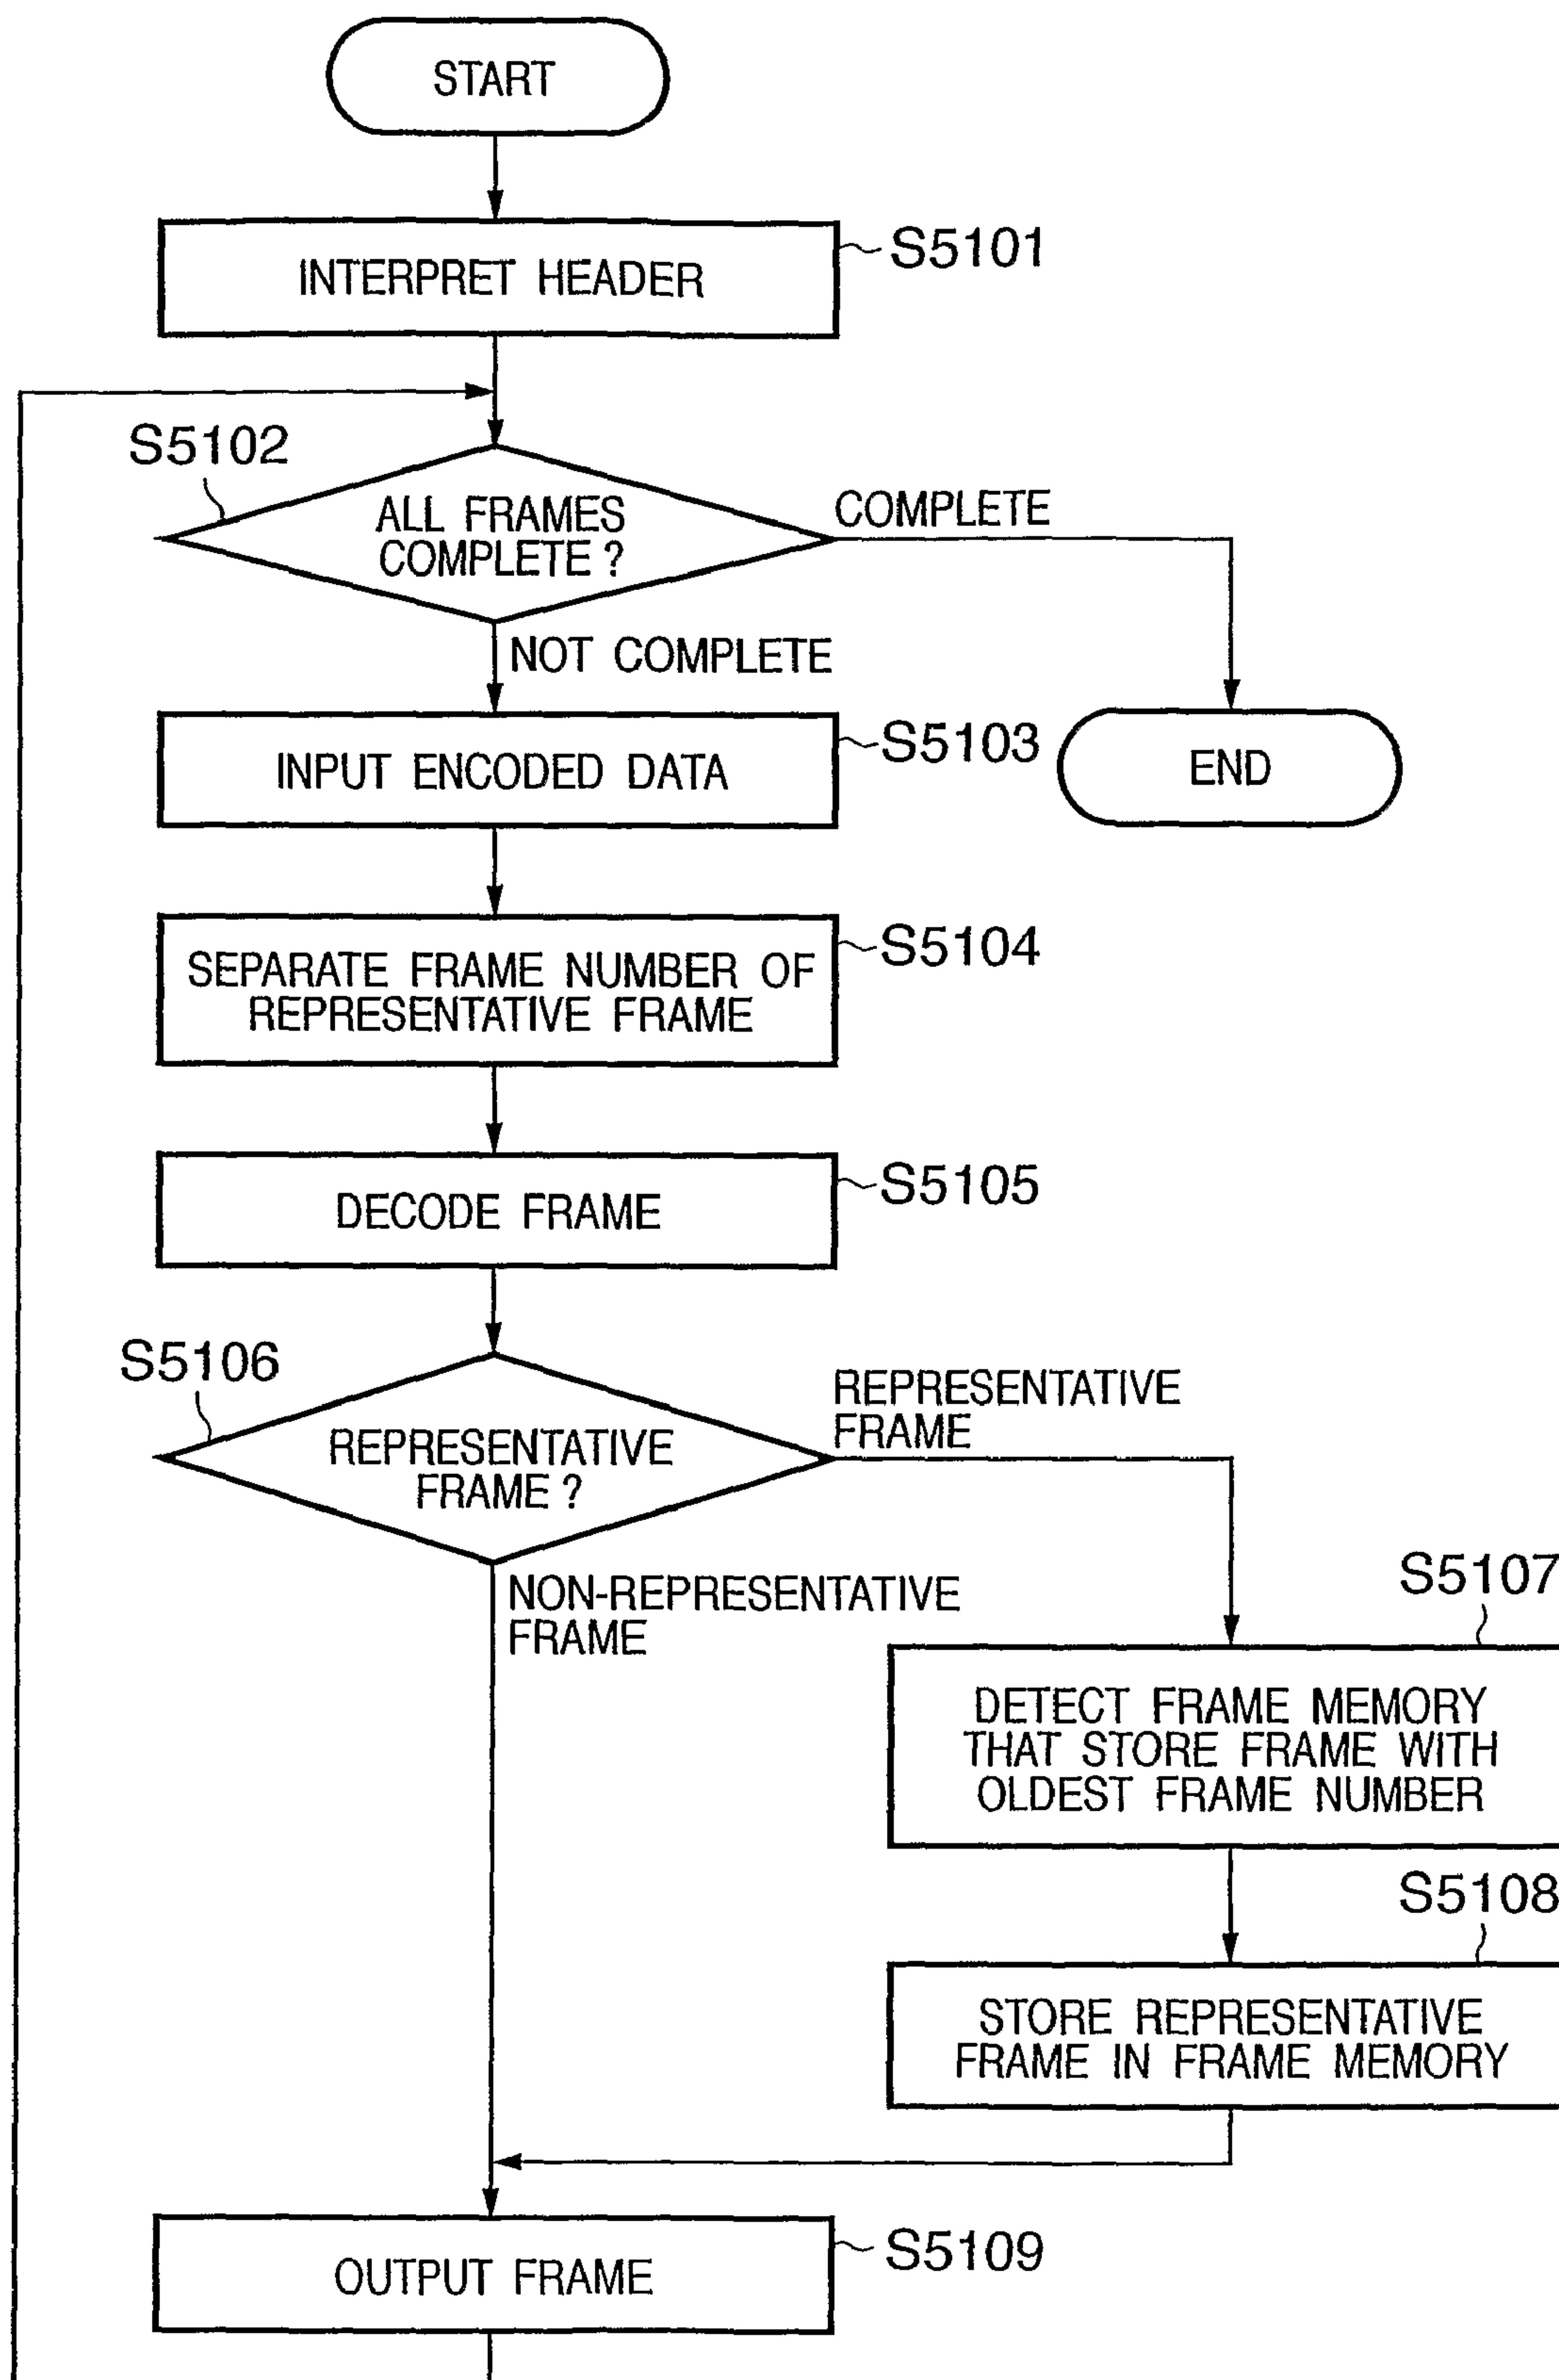 START
INTERPRET HEADER
S5101
S5102
ALL FRAMES
COMPLETE ?
COMPLETE
NOT COMPLETE
INPUT ENCODED DATA
S5103
END
SEPARATE FRAME NUMBER OF
REPRESENTATIVE FRAME
S5104
DECODE FRAME
S5105
S5106
REPRESENTATIVE
FRAME ?
REPRESENTATIVE
FRAME
NON-REPRESENTATIVE
FRAME
S5107
DETECT FRAME MEMORY
THAT STORE FRAME WITH
OLDEST FRAME NUMBER
S5108
STORE REPRESENTATIVE
FRAME IN FRAME MEMORY
OUTPUT FRAME
S5109